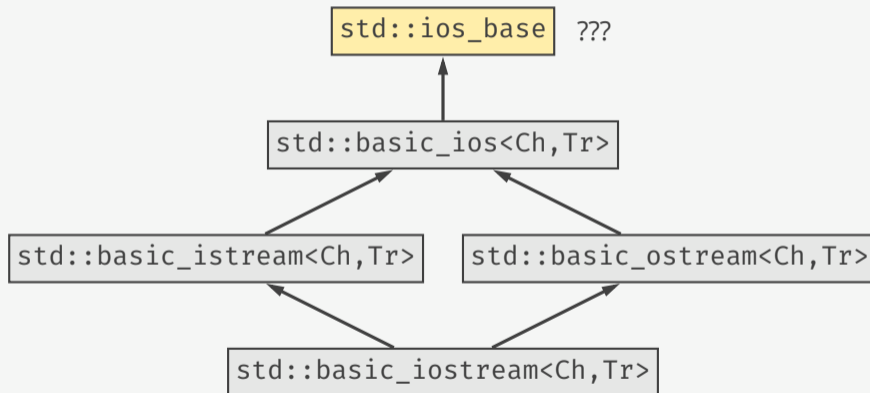 std::ios_base ???
std::basic_ios<Ch,Tr>
std::basic_istream<Ch,Tr> std::basic_ostream<Ch,Tr>
std::basic_iostream<Ch,Tr>